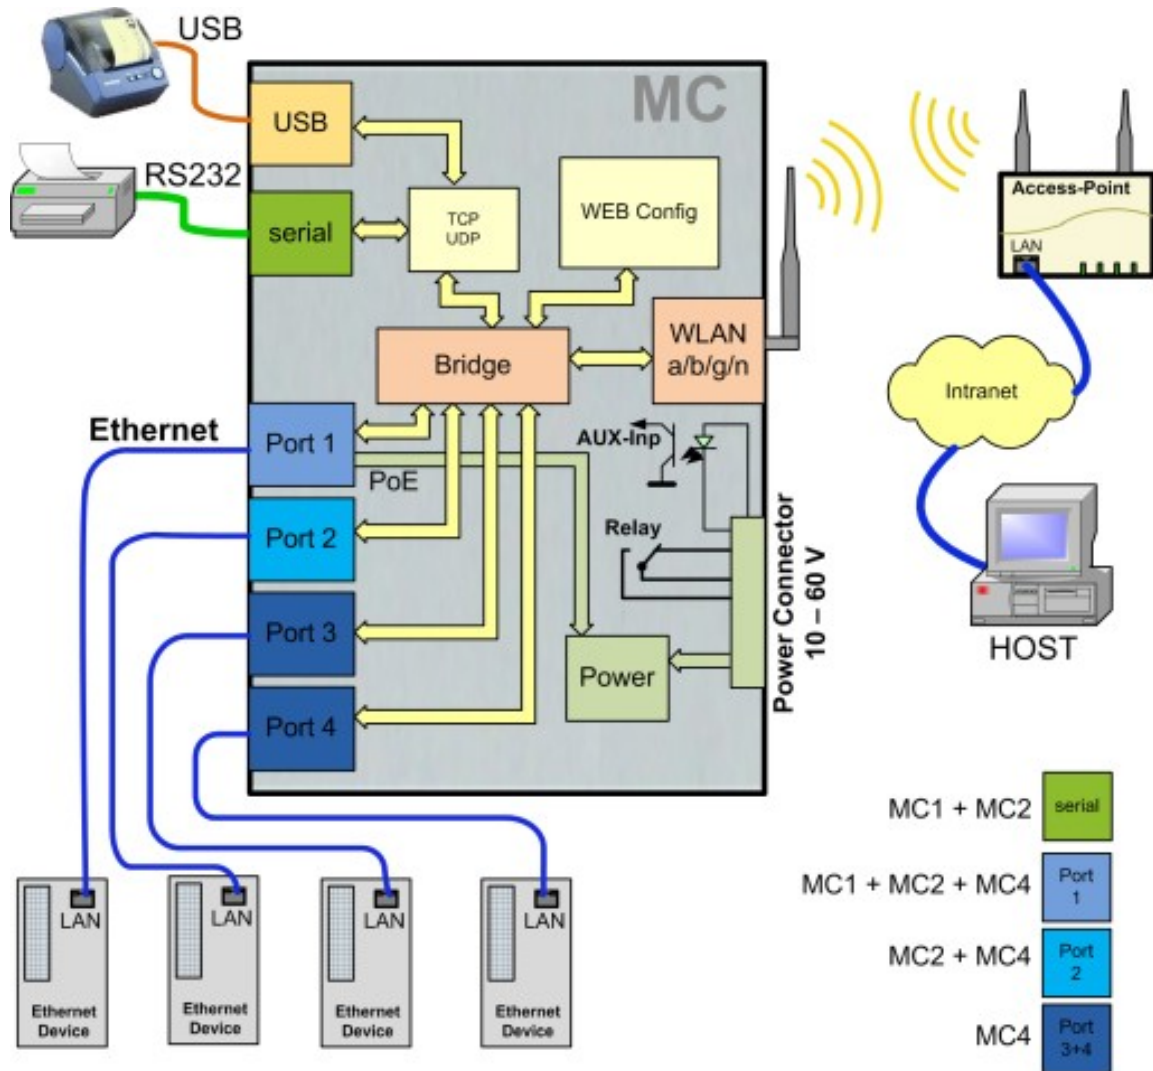 USB
MC
USB
RS232
serial
TCP
UDP
WEB Config
Access-Point
LAN
Bridge
WLAN
a/b/g/n
Intranet
Ethernet
Port 1
PoE
AUX-Inp
Port 2
Relay
Power Connector
10 – 60 V
Port 3
Power
HOST
Port 4
MC1 + MC2
serial
MC1 + MC2 + MC4
Port
1
MC2 + MC4
Port
2
MC4
Port
3+4
LAN
Ethernet
Device
LAN
Ethernet
Device
LAN
Ethernet
Device
LAN
Ethernet
Device